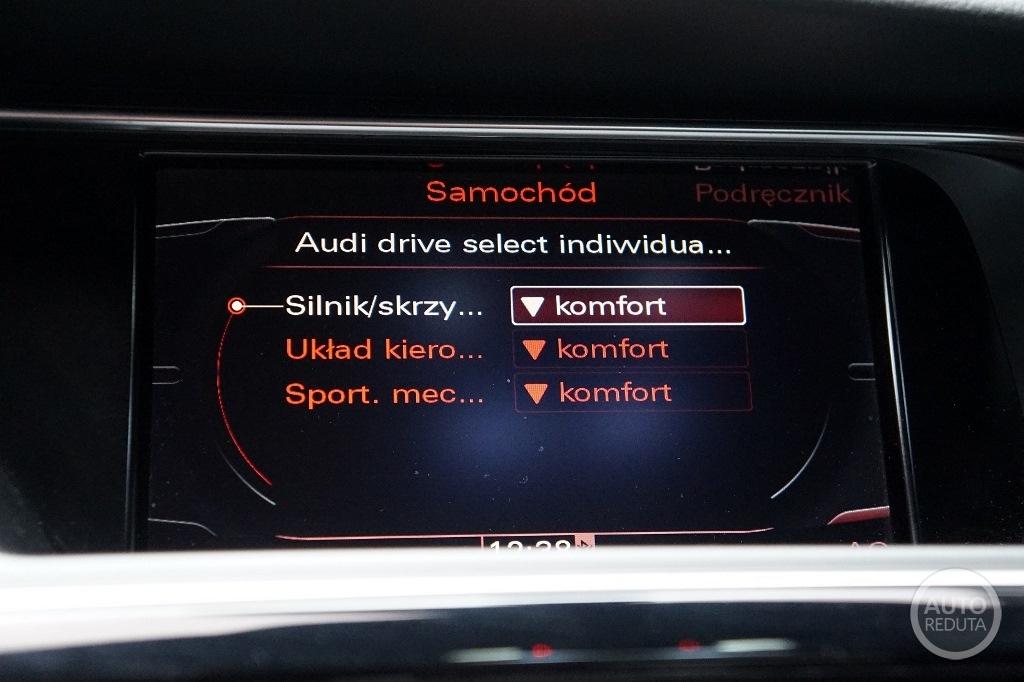 Samochód
Podręcznik
Audi drive select indiwidua...
Silnik/skrzy... komfort
Układ kiero... komfort
Sport. mec... komfort
AUTO
REDUTA